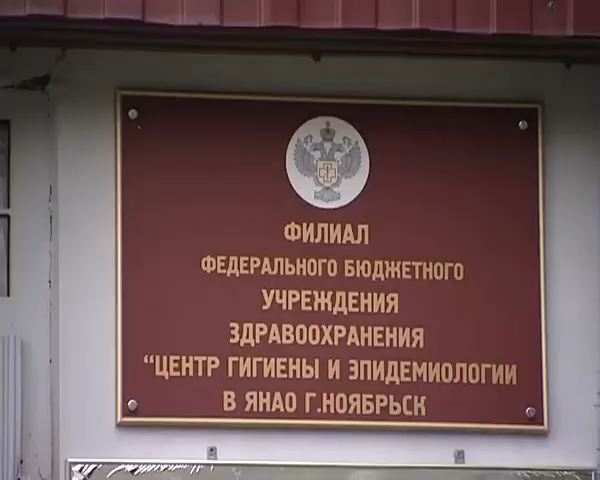 ФИЛИАЛ
ФЕДЕРАЛЬНОГО БЮДЖЕТНОГО
УЧРЕЖДЕНИЯ
ЗДРАВООХРАНЕНИЯ
“ЦЕНТР ГИГИЕНЫ И ЭПИДЕМИОЛОГИИ
В ЯНАО Г.НОЯБРЬСК